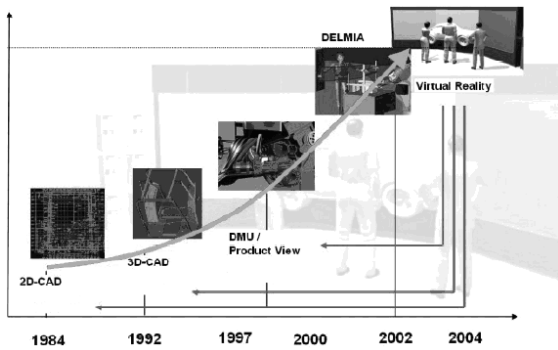 DELMIA
Virtual Reality
DMU /
Product View
3D-CAD
2D-CAD
1984
1992
1997
2000
2002
2004